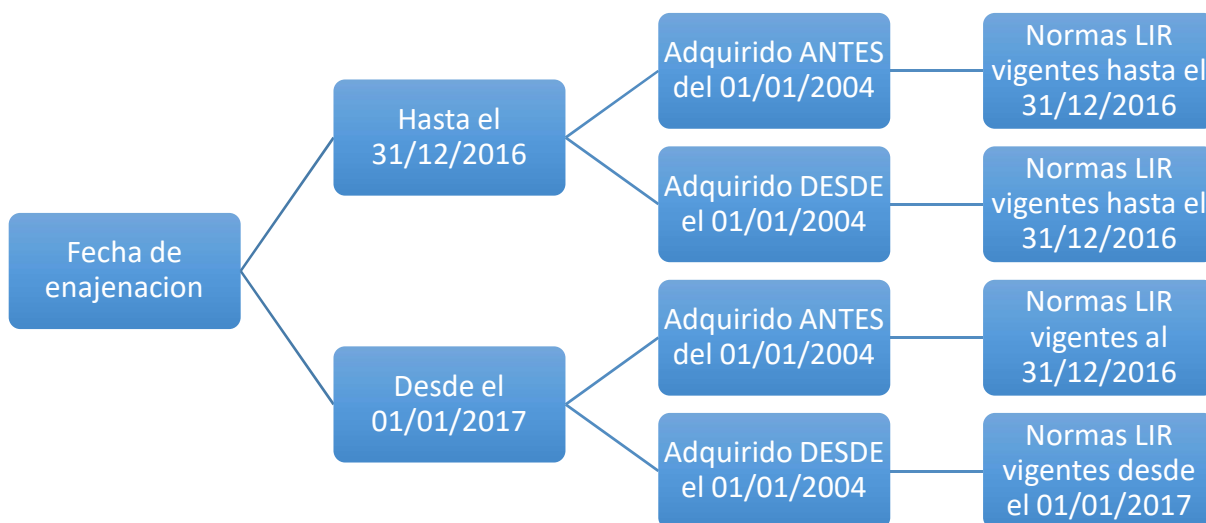 Fecha de
enajenacion
Hasta el
31/12/2016
Adquirido ANTES
del 01/01/2004
Normas LIR
vigentes hasta el
31/12/2016
Adquirido DESDE
el 01/01/2004
Normas LIR
vigentes hasta el
31/12/2016
Desde el
01/01/2017
Adquirido ANTES
del 01/01/2004
Normas LIR
vigentes al
31/12/2016
Adquirido DESDE
el 01/01/2004
Normas LIR
vigentes desde
el 01/01/2017